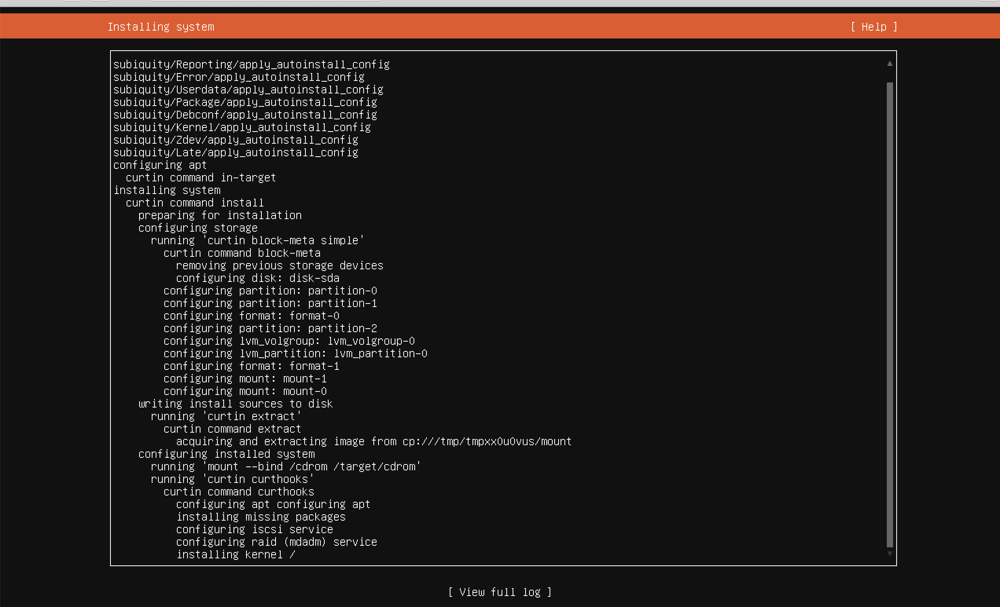 Installing system [ Help ]
subiquity/Reporting/apply_autoinstall_config
subiquity/Error/apply_autoinstall_config
subiquity/Userdata/apply_autoinstall_config
subiquity/Package/apply_autoinstall_config
subiquity/Debconf/apply_autoinstall_config
subiquity/Kernel/apply_autoinstall_config
subiquity/Zdev/apply_autoinstall_config
subiquity/Late/apply_autoinstall_config
configuring apt
  curtin command in-target
installing system
  curtin command install
    preparing for installation
    configuring storage
      running 'curtin block-meta simple'
        curtin command block-meta
          removing previous storage devices
          configuring disk: disk-sda
        configuring partition: partition-0
        configuring partition: partition-1
        configuring format: format-0
        configuring partition: partition-2
        configuring lvm_volgroup: lvm_volgroup-0
        configuring lvm_partition: lvm_partition-0
        configuring format: format-1
        configuring mount: mount-1
        configuring mount: mount-0
    writing install sources to disk
      running 'curtin extract'
        curtin command extract
          acquiring and extracting image from cp:///tmp/tmpxx0u0vus/mount
    configuring installed system
      running 'mount --bind /cdrom /target/cdrom'
      running 'curtin curthooks'
        curtin command curthooks
          configuring apt configuring apt
          installing missing packages
          configuring iscsi service
          configuring raid (mdadm) service
          installing kernel /
[ View full log ]